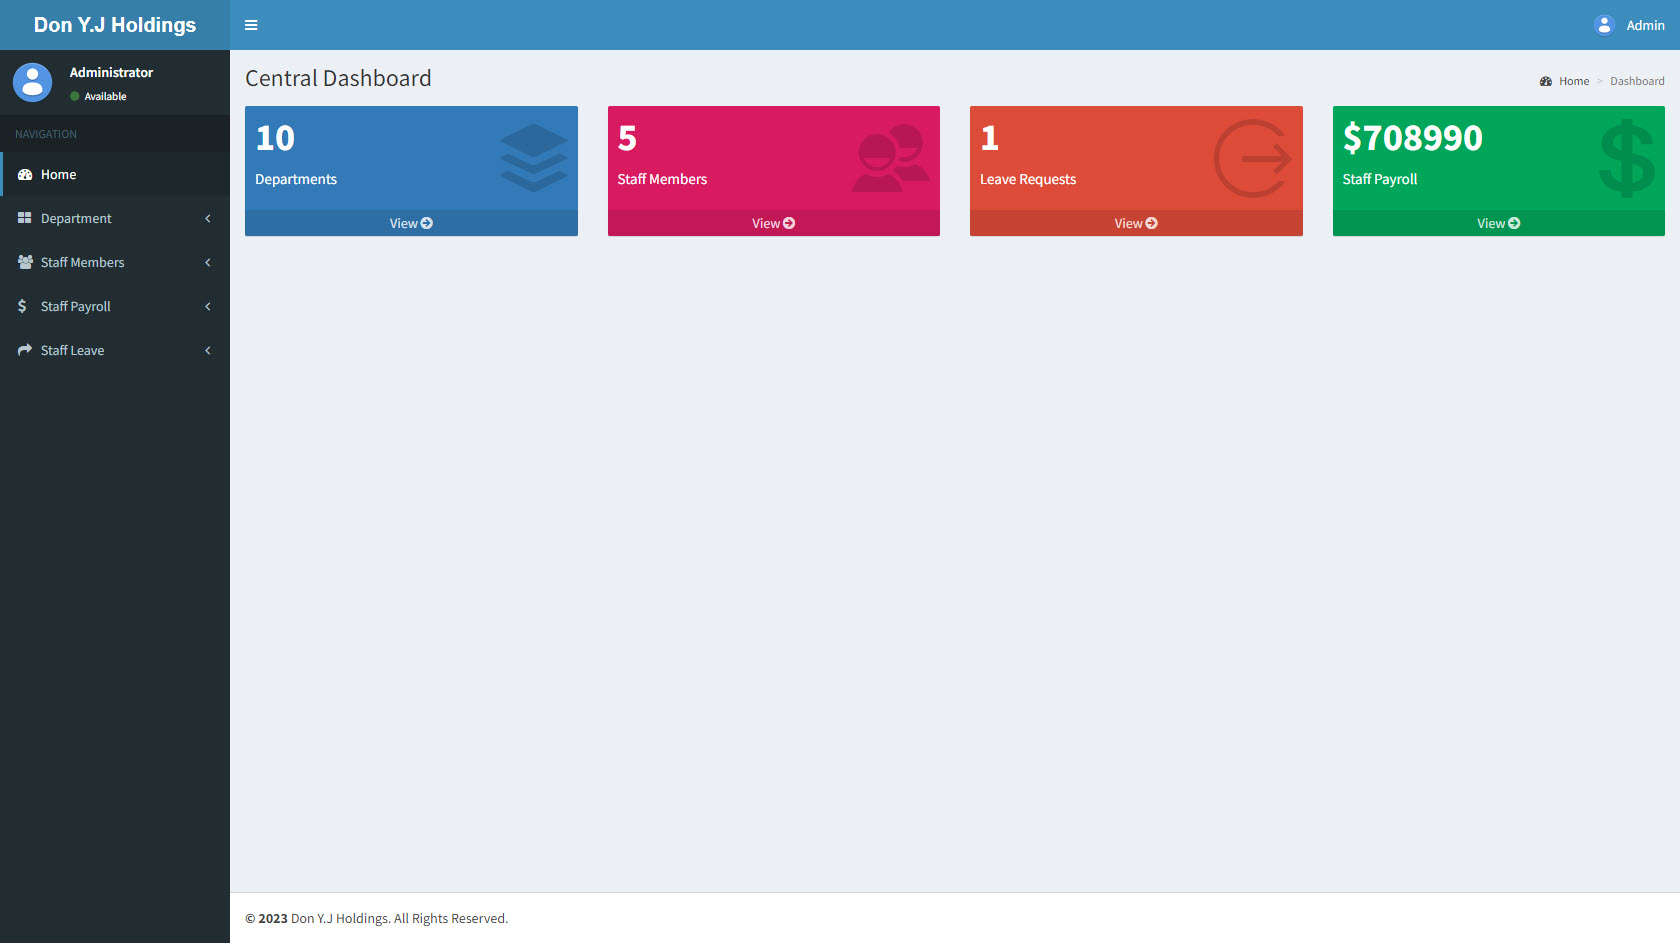 Don Y.J Holdings
Admin
Administrator
Available
NAVIGATION
Home
Department
Staff Members
Staff Payroll
Staff Leave
Central Dashboard
Home > Dashboard
10
Departments
View
5
Staff Members
View
1
Leave Requests
View
$708990
Staff Payroll
View
© 2023 Don Y.J Holdings. All Rights Reserved.